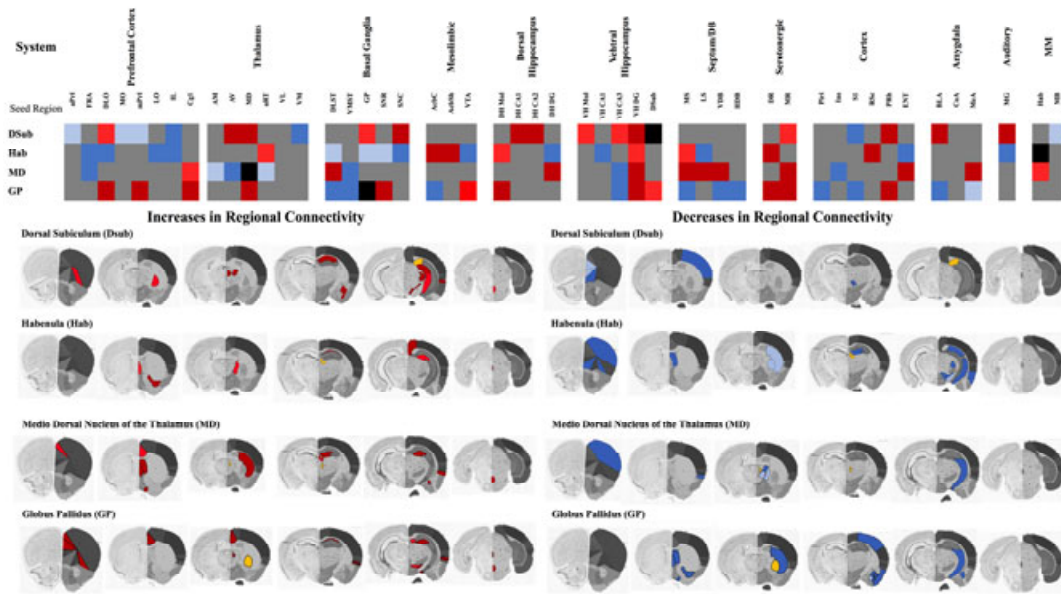 System
Prefrontal Cortex
Thalamus
Basal Ganglia
Mesolimbic
Dorsal
Hippocampus
Ventral
Hippocampus
Septum/DB
Serotonergic
Cortex
Amygdala
Auditory
MM
Seed Region
aPrl
FRA
DLO
MO
mPrl
LO
IL
Cg1
AM
AV
MD
nRT
VL
VM
DLST
VMST
GP
SNR
SNC
AcbC
AcbSh
VTA
DH Mol
DH CA1
DH CA2
DH DG
VH Mol
VH CA1
VH CA3
VH DG
DSub
MS
LS
VDB
HDB
DR
MR
Piri
Ins
S1
RSc
PRh
ENT
BLA
CeA
MeA
MG
Hab
MB
DSub
Hab
MD
GP
Increases in Regional Connectivity
Decreases in Regional Connectivity
Dorsal Subiculum (Dsub)
Dorsal Subiculum (Dsub)
Habenula (Hab)
Habenula (Hab)
Medio Dorsal Nucleus of the Thalamus (MD)
Medio Dorsal Nucleus of the Thalamus (MD)
Globus Pallidus (GP)
Globus Pallidus (GP)